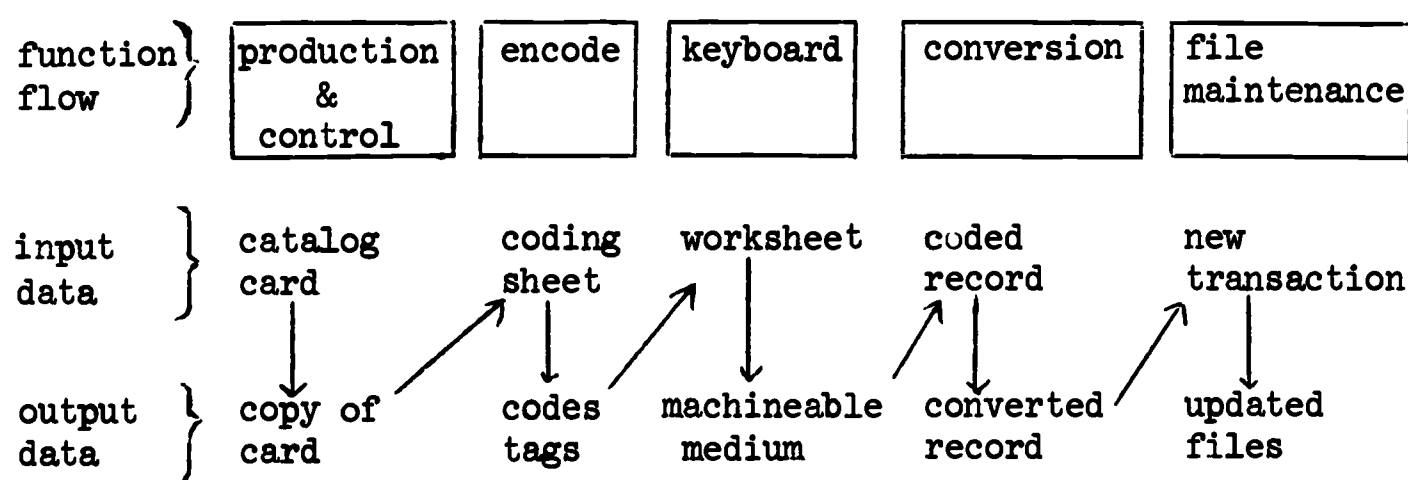 function flow
production & control
encode
keyboard
conversion
file maintenance
input data
catalog card
coding sheet
worksheet
coded record
new transaction
output data
copy of card
codes tags
machineable medium
converted record
updated files